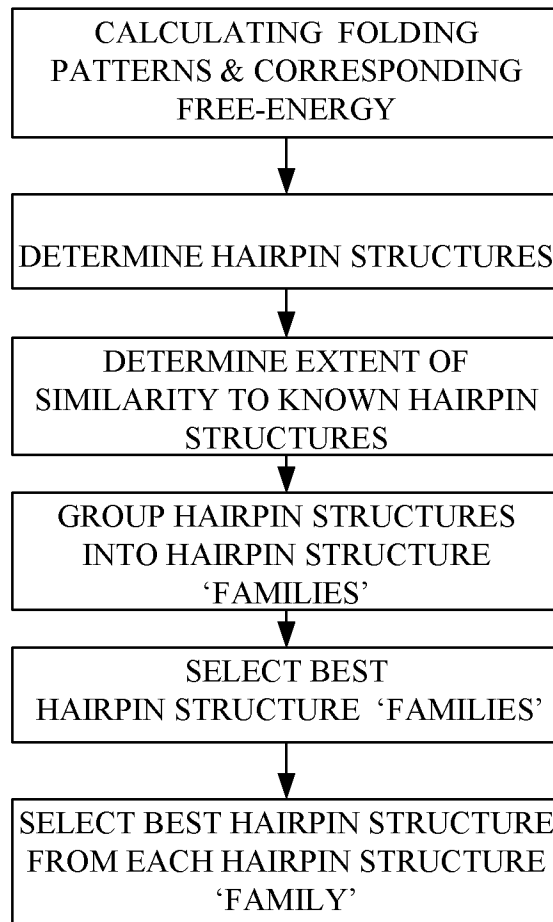 CALCULATING FOLDING
PATTERNS & CORRESPONDING
FREE-ENERGY
DETERMINE HAIRPIN STRUCTURES
DETERMINE EXTENT OF
SIMILARITY TO KNOWN HAIRPIN
STRUCTURES
GROUP HAIRPIN STRUCTURES
INTO HAIRPIN STRUCTURE
‘FAMILIES’
SELECT BEST
HAIRPIN STRUCTURE ‘FAMILIES’
SELECT BEST HAIRPIN STRUCTURE
FROM EACH HAIRPIN STRUCTURE
‘FAMILY’